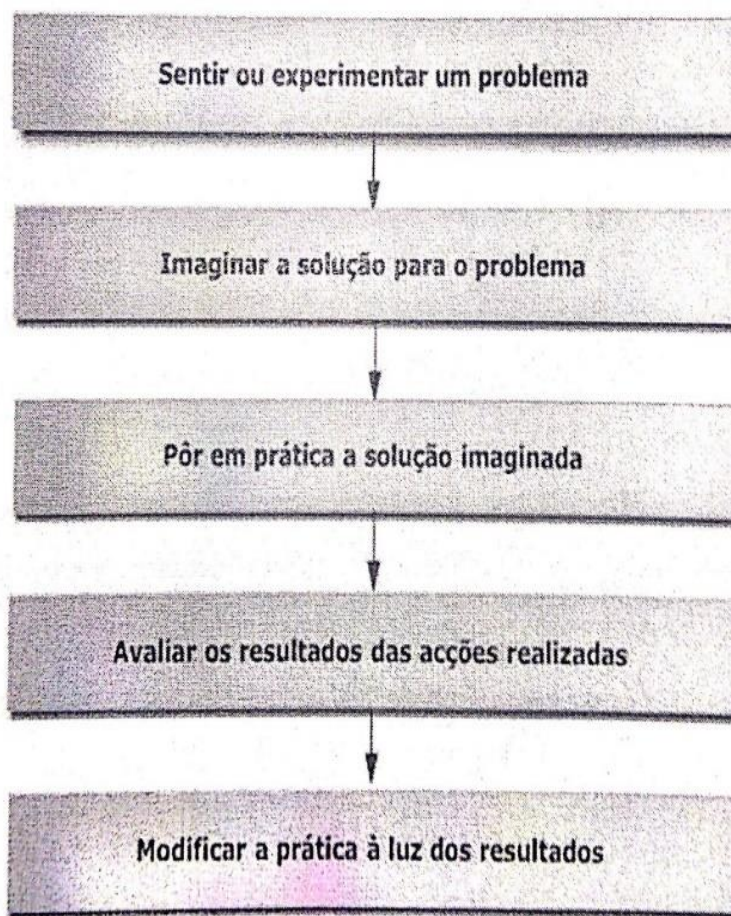 Sentir ou experimentar um problema
Imaginar a solução para o problema
Pôr em prática a solução imaginada
Avaliar os resultados das acções realizadas
Modificar a prática à luz dos resultados